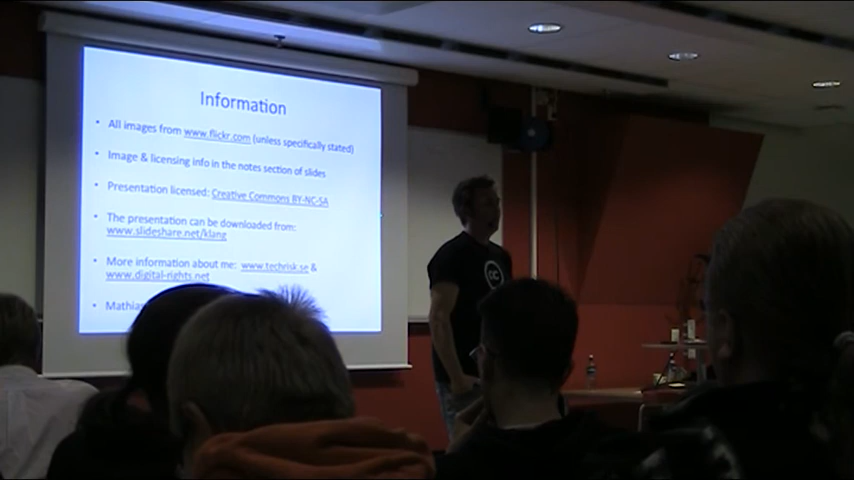 Information
• All images from www.flickr.com (unless specifically stated)
• Image & licensing info in the notes section of slides
• Presentation licensed: Creative Commons BY-NC-SA
• The presentation can be downloaded from:
www.slideshare.net/klang
• More information about me: www.techrisk.se &
www.digital-rights.net
• Mathias
cc